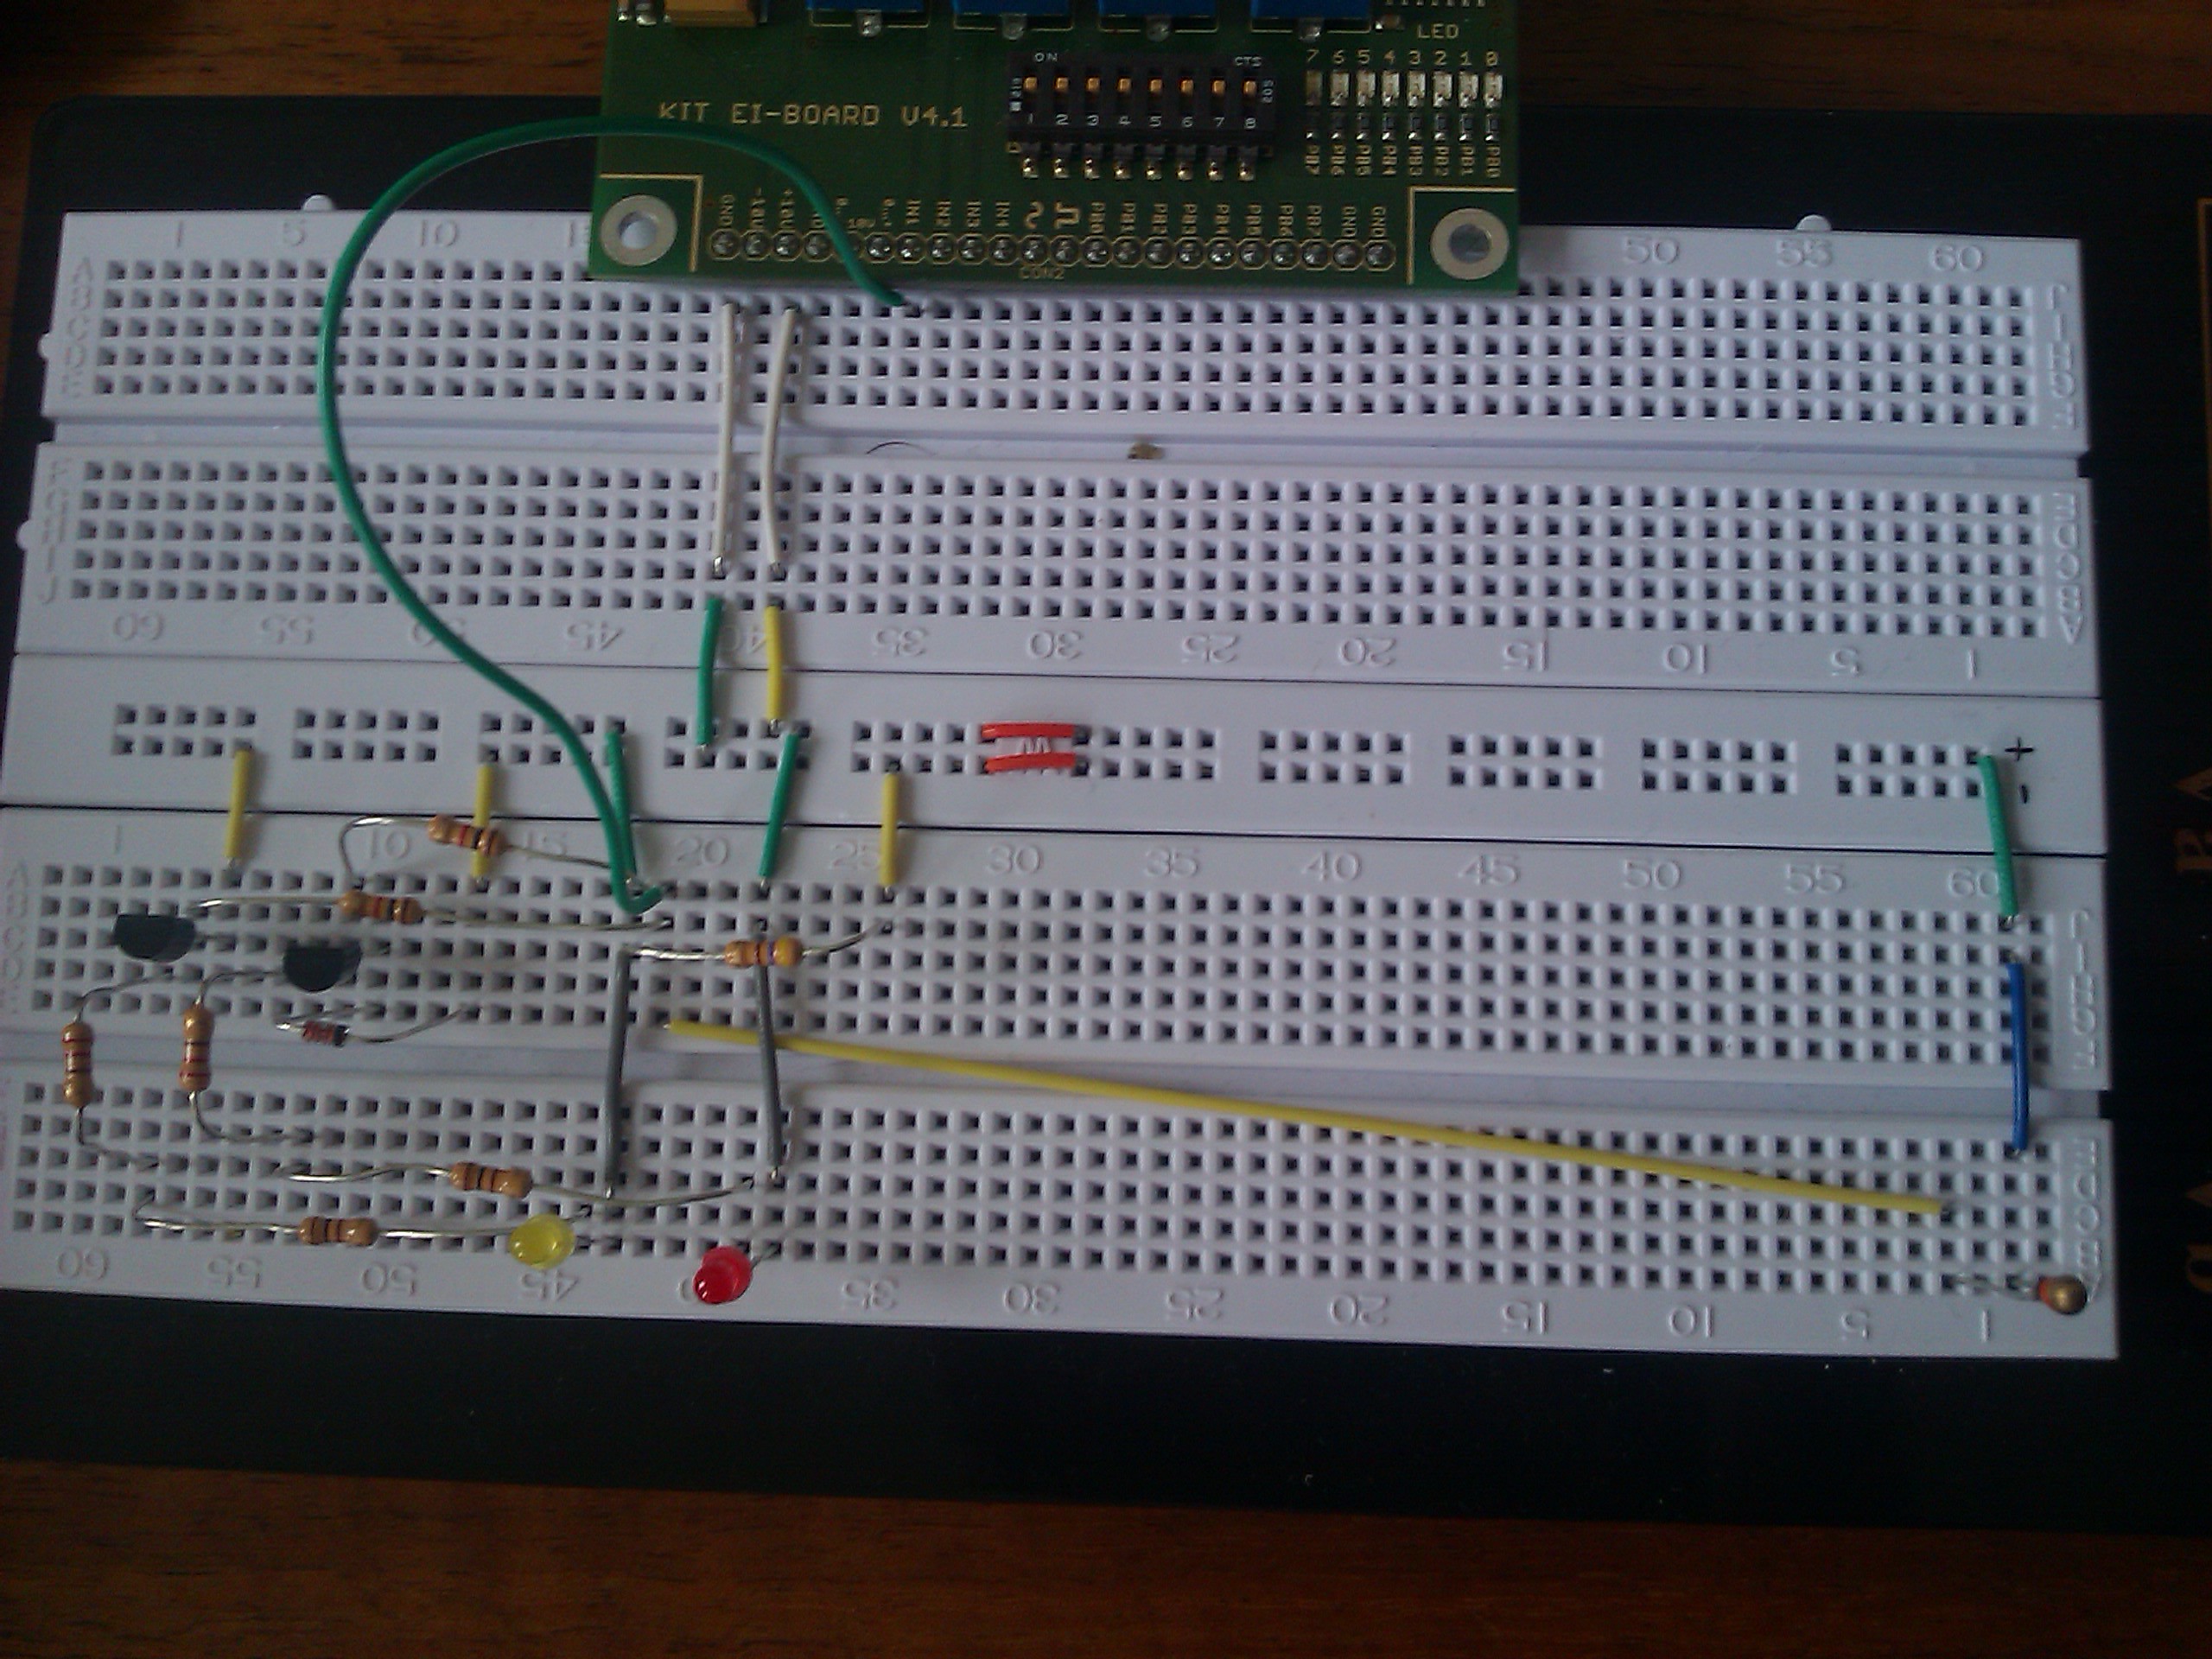 LED
7 6 5 4 3 2 1 0
ON CTS
KIT EI-BOARD V4.1
1 2 3 4 5 6 7 8
PB7 PB6 PB5 PB4 PB3 PB2 PB1 PB0
GND -10V +10V IN1 IN2 IN3 IN4 PB0 PB1 PB2 PB3 PB4 PB5 PB6 PB7 GND GND
CON2
1 5 10 50 55 60
A B C D E
F G H I J
60 55 50 45 40 35 30 25 20 15 10 5 1
+
-
1 10 15 20 25 30 35 40 45 50 55 60
60 55 50 45 35 30 25 20 15 10 5 1